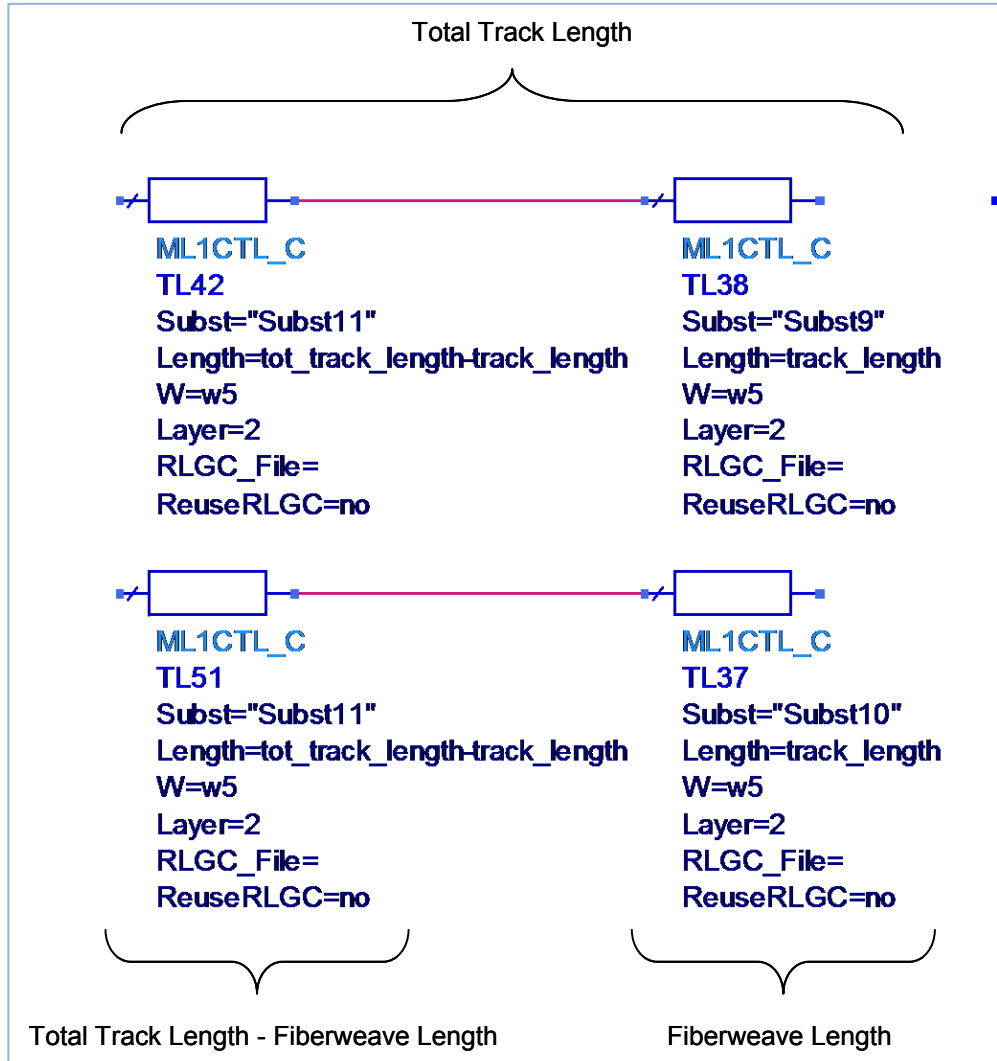 Total Track Length
ML1CTL_C
TL42
Subst="Subst11"
Length=tot_track_length-track_length
W=w5
Layer=2
RLGC_File=
ReuseRLGC=no
ML1CTL_C
TL38
Subst="Subst9"
Length=track_length
W=w5
Layer=2
RLGC_File=
ReuseRLGC=no
ML1CTL_C
TL51
Subst="Subst11"
Length=tot_track_length-track_length
W=w5
Layer=2
RLGC_File=
ReuseRLGC=no
ML1CTL_C
TL37
Subst="Subst10"
Length=track_length
W=w5
Layer=2
RLGC_File=
ReuseRLGC=no
Total Track Length - Fiberweave Length
Fiberweave Length